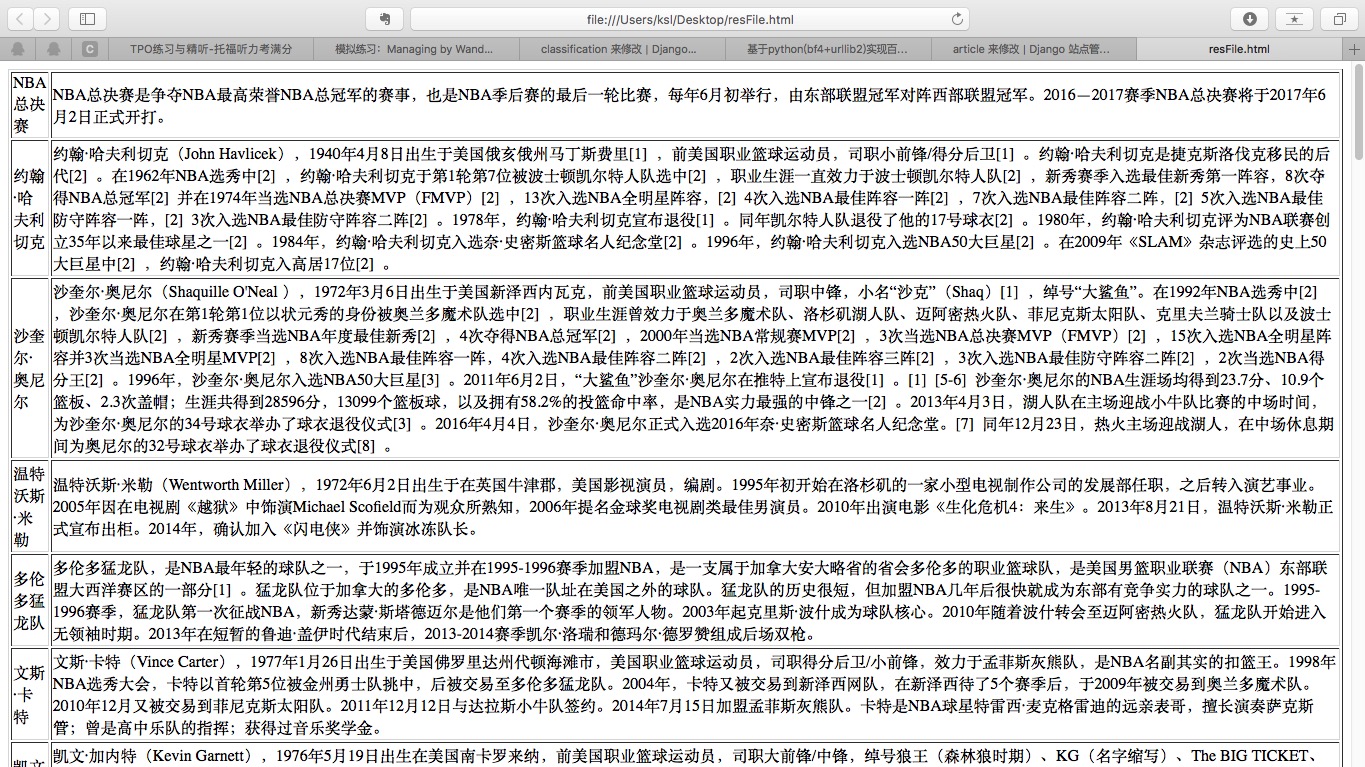 file:///Users/ksl/Desktop/resFile.html
C
TPO练习与精听-托福听力考满分
模拟练习：Managing by Wand...
classification 来修改 | Django...
基于python(bf4+urllib2)实现百...
article 来修改 | Django 站点管...
resFile.html
NBA
总决
赛
NBA总决赛是争夺NBA最高荣誉NBA总冠军的赛事，也是NBA季后赛的最后一轮比赛，每年6月初举行，由东部联盟冠军对阵西部联盟冠军。2016—2017赛季NBA总决赛将于2017年6
月2日正式开打。
约翰
·哈
夫利
切克
约翰·哈夫利切克（John Havlicek），1940年4月8日出生于美国俄亥俄州马丁斯费里[1] ，前美国职业篮球运动员，司职小前锋/得分后卫[1] 。约翰·哈夫利切克是捷克斯洛伐克移民的后
代[2] 。在1962年NBA选秀中[2] ，约翰·哈夫利切克于第1轮第7位被波士顿凯尔特人队选中[2] ，职业生涯一直效力于波士顿凯尔特人队[2] ，新秀赛季入选最佳新秀第一阵容，8次夺
得NBA总冠军[2] 并在1974年当选NBA总决赛MVP（FMVP）[2] ，13次入选NBA全明星阵容，[2] 4次入选NBA最佳阵容一阵[2] ，7次入选NBA最佳阵容二阵，[2] 5次入选NBA最佳
防守阵容一阵，[2] 3次入选NBA最佳防守阵容二阵[2] 。1978年，约翰·哈夫利切克宣布退役[1] 。同年凯尔特人队退役了他的17号球衣[2] 。1980年，约翰·哈夫利切克评为NBA联赛创
立35年以来最佳球星之一[2] 。1984年，约翰·哈夫利切克入选奈·史密斯篮球名人纪念堂[2] 。1996年，约翰·哈夫利切克入选NBA50大巨星[2] 。在2009年《SLAM》杂志评选的史上50
大巨星中[2] ，约翰·哈夫利切克入高居17位[2] 。
沙奎
尔·
奥尼
尔
沙奎尔·奥尼尔（Shaquille O'Neal ），1972年3月6日出生于美国新泽西内瓦克，前美国职业篮球运动员，司职中锋，小名“沙克”（Shaq）[1] ，绰号“大鲨鱼”。在1992年NBA选秀中[2]
，沙奎尔·奥尼尔在第1轮第1位以状元秀的身份被奥兰多魔术队选中[2] ，职业生涯曾效力于奥兰多魔术队、洛杉矶湖人队、迈阿密热火队、菲尼克斯太阳队、克里夫兰骑士队以及波士
顿凯尔特人队[2] ，新秀赛季当选NBA年度最佳新秀[2] ，4次夺得NBA总冠军[2] ，2000年当选NBA常规赛MVP[2] ，3次当选NBA总决赛MVP（FMVP）[2] ，15次入选NBA全明星阵
容并3次当选NBA全明星MVP[2] ，8次入选NBA最佳阵容一阵，4次入选NBA最佳阵容二阵[2] ，2次入选NBA最佳阵容三阵[2] ，3次入选NBA最佳防守阵容二阵[2] ，2次当选NBA得
分王[2] 。1996年，沙奎尔·奥尼尔入选NBA50大巨星[3] 。2011年6月2日，“大鲨鱼”沙奎尔·奥尼尔在推特上宣布退役[1] 。[1] [5-6] 沙奎尔·奥尼尔的NBA生涯场均得到23.7分、10.9个
篮板、2.3次盖帽；生涯共得到28596分，13099个篮板球，以及拥有58.2%的投篮命中率，是NBA实力最强的中锋之一[2] 。2013年4月3日，湖人队在主场迎战小牛队比赛的中场时间，
为沙奎尔·奥尼尔的34号球衣举办了球衣退役仪式[3] 。2016年4月4日，沙奎尔·奥尼尔正式入选2016年奈·史密斯篮球名人纪念堂。[7] 同年12月23日，热火主场迎战湖人，在中场休息期
间为奥尼尔的32号球衣举办了球衣退役仪式[8] 。
温特
沃斯
·米
勒
温特沃斯·米勒（Wentworth Miller），1972年6月2日出生于在英国牛津郡，美国影视演员，编剧。1995年初开始在洛杉矶的一家小型电视制作公司的发展部任职，之后转入演艺事业。
2005年因在电视剧《越狱》中饰演Michael Scofield而为观众所熟知，2006年提名金球奖电视剧类最佳男演员。2010年出演电影《生化危机4：来生》。2013年8月21日，温特沃斯·米勒正
式宣布出柜。2014年，确认加入《闪电侠》并饰演冰冻队长。
多伦
多猛
龙队
多伦多猛龙队，是NBA最年轻的球队之一，于1995年成立并在1995-1996赛季加盟NBA，是一支属于加拿大安大略省的省会多伦多的职业篮球队，是美国男篮职业联赛（NBA）东部联
盟大西洋赛区的一部分[1] 。猛龙队位于加拿大的多伦多，是NBA唯一队址在美国之外的球队。猛龙队的历史很短，但加盟NBA几年后很快就成为东部有竞争实力的球队之一。1995-
1996赛季，猛龙队第一次征战NBA，新秀达蒙·斯塔德迈尔是他们第一个赛季的领军人物。2003年起克里斯·波什成为球队核心。2010年随着波什转会至迈阿密热火队，猛龙队开始进入
无领袖时期。2013年在短暂的鲁迪·盖伊时代结束后，2013-2014赛季凯尔·洛瑞和德玛尔·德罗赞组成后场双枪。
文斯
·卡
特
文斯·卡特（Vince Carter），1977年1月26日出生于美国佛罗里达州代顿海滩市，美国职业篮球运动员，司职得分后卫/小前锋，效力于孟菲斯灰熊队，是NBA名副其实的扣篮王。1998年
NBA选秀大会，卡特以首轮第5位被金州勇士队挑中，后被交易至多伦多猛龙队。2004年，卡特又被交易到新泽西网队，在新泽西待了5个赛季后，于2009年被交易到奥兰多魔术队。
2010年12月又被交易到菲尼克斯太阳队。2011年12月12日与达拉斯小牛队签约。2014年7月15日加盟孟菲斯灰熊队。卡特是NBA球星特雷西·麦克格雷迪的远亲表哥，擅长演奏萨克斯
管；曾是高中乐队的指挥；获得过音乐奖学金。
凯文
凯文·加内特（Kevin Garnett），1976年5月19日出生在美国南卡罗来纳，前美国职业篮球运动员，司职大前锋/中锋，绰号狼王（森林狼时期）、KG（名字缩写）、The BIG TICKET、